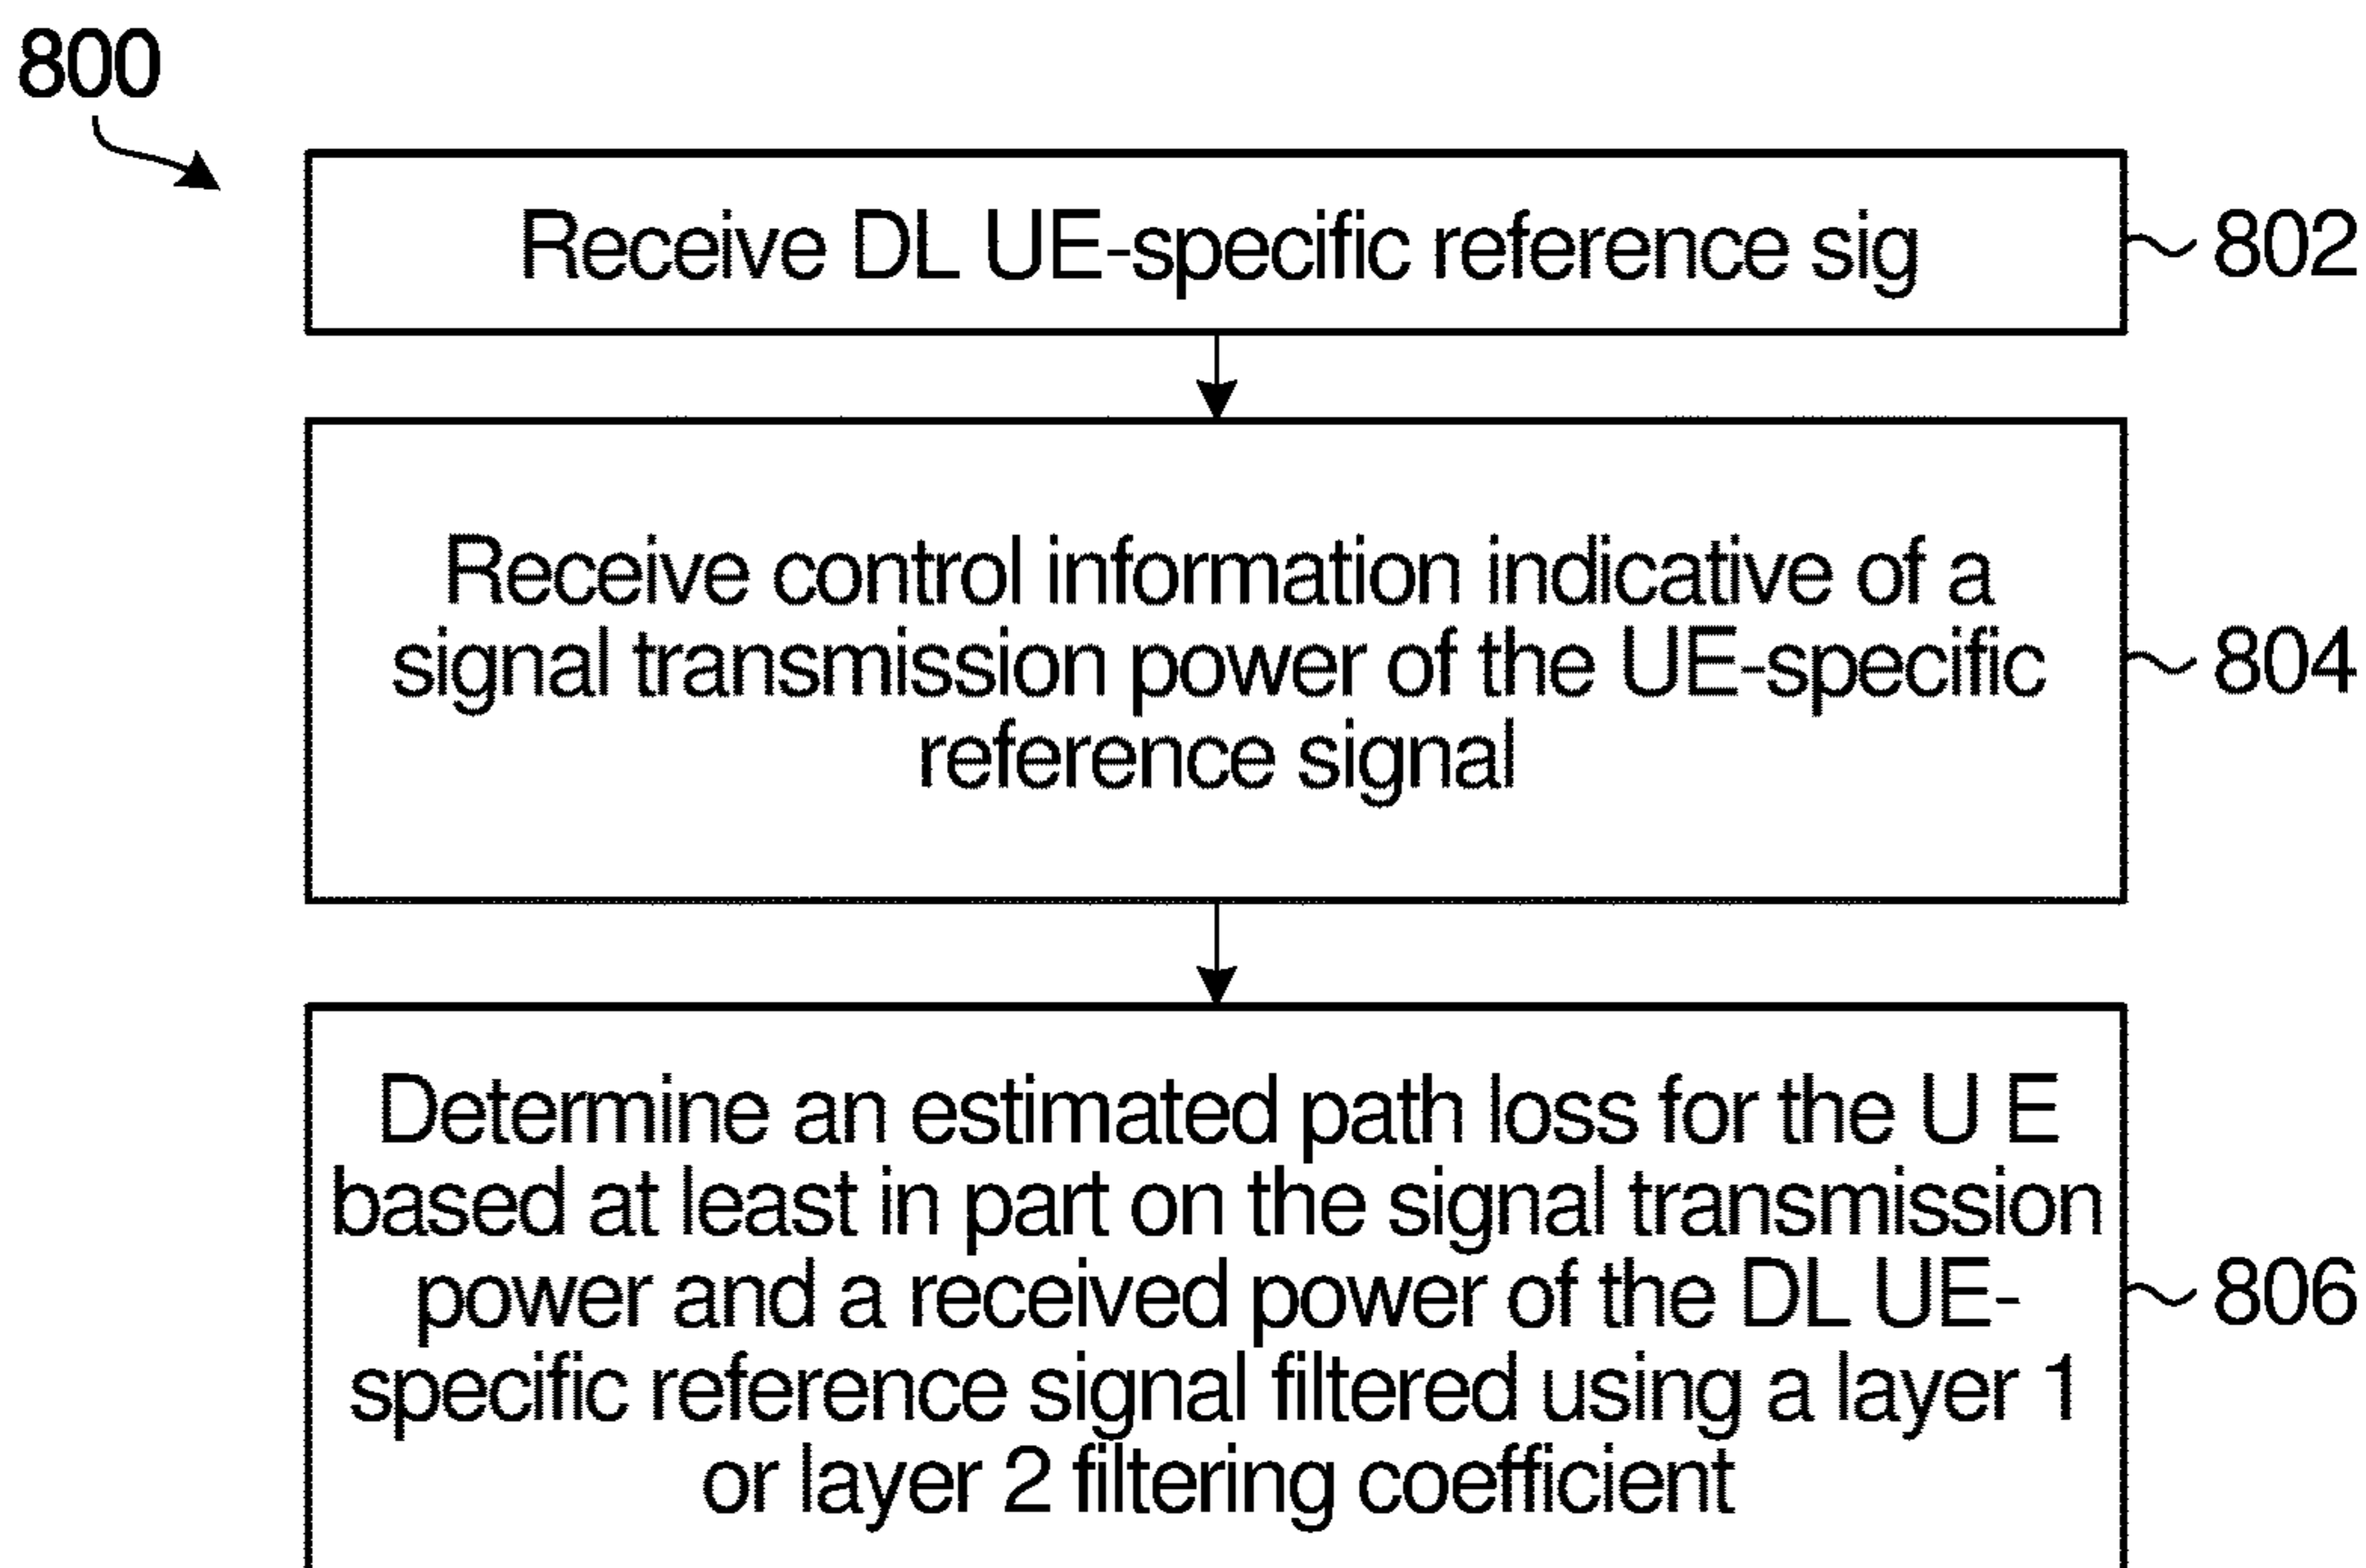 800
Receive DL UE-specific reference sig
802
Receive control information indicative of a
signal transmission power of the UE-specific
reference signal
804
Determine an estimated path loss for the U E
based at least in part on the signal transmission
power and a received power of the DL UE-
specific reference signal filtered using a layer 1
or layer 2 filtering coefficient
806